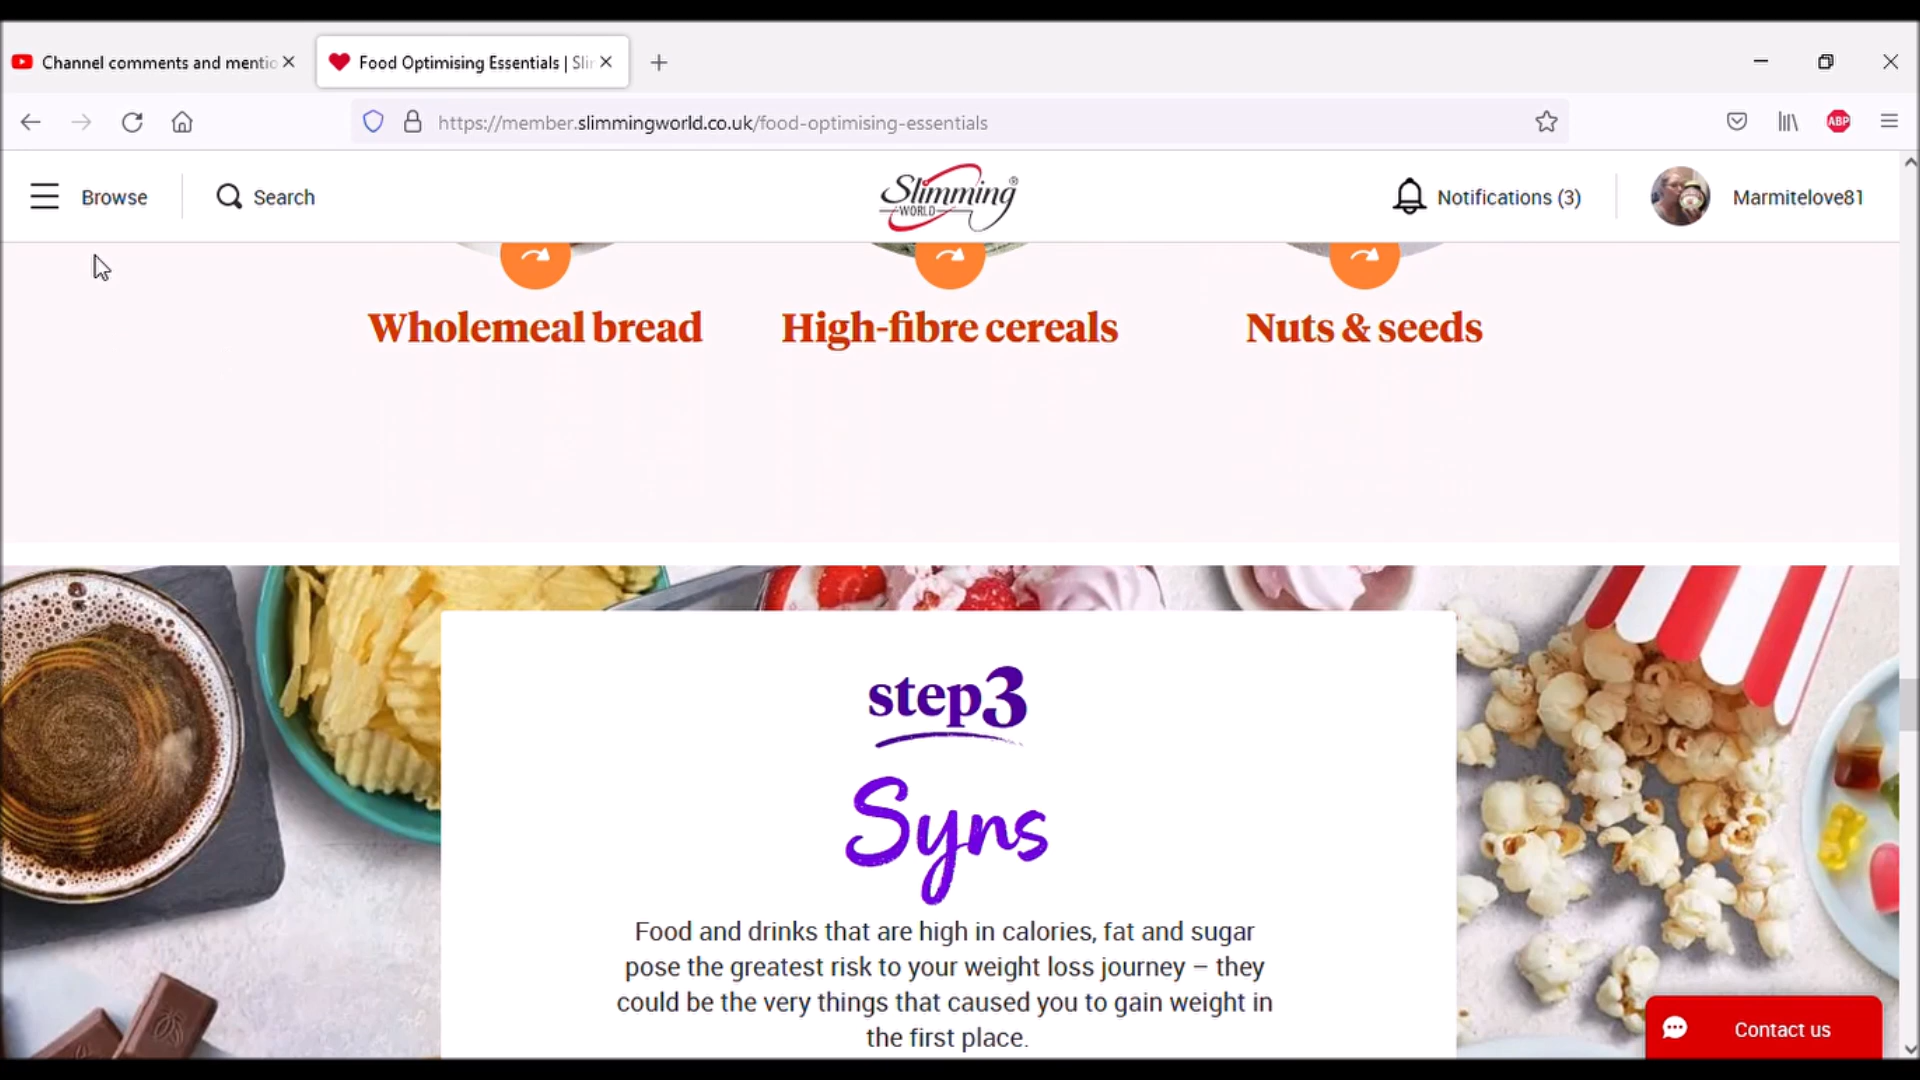 Channel comments and mentio
Food Optimising Essentials | Sli
https://member.slimmingworld.co.uk/food-optimising-essentials
ABP
Browse
Search
Slimming
WORLD
®
Notifications (3)
Marmitelove81
Wholemeal bread
High-fibre cereals
Nuts & seeds
step3
Syns
Food and drinks that are high in calories, fat and sugar
pose the greatest risk to your weight loss journey – they
could be the very things that caused you to gain weight in
the first place.
Contact us